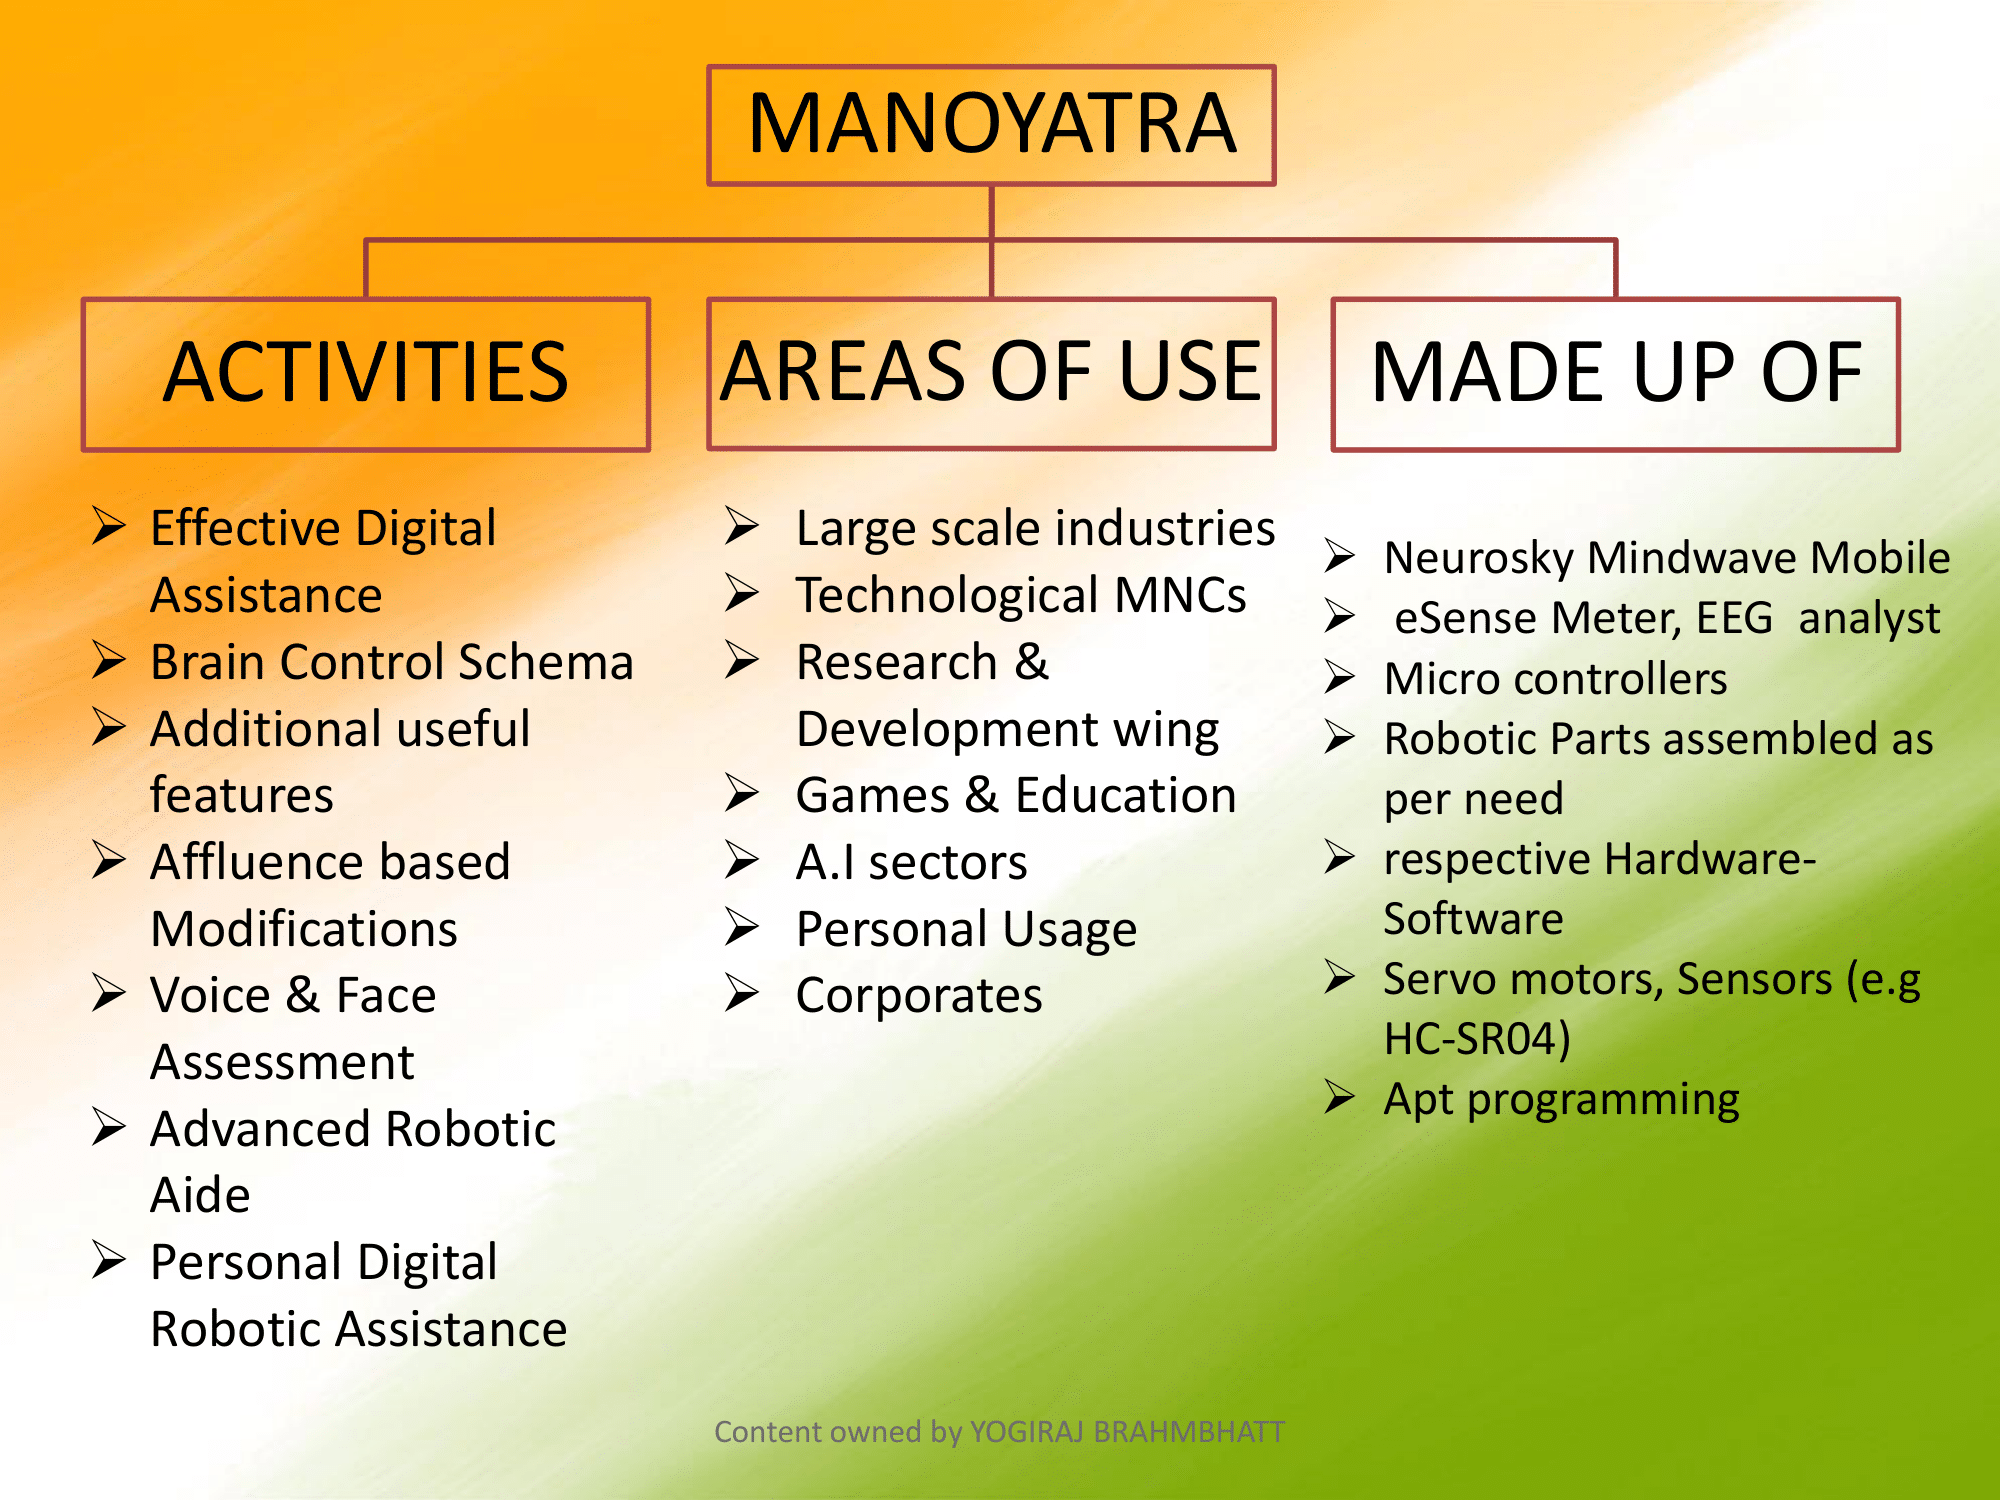 MANOYATRA
ACTIVITIES
AREAS OF USE
MADE UP OF
➢ Effective Digital
Assistance
➢ Brain Control Schema
➢ Additional useful
features
➢ Affluence based
Modifications
➢ Voice & Face
Assessment
➢ Advanced Robotic
Aide
➢ Personal Digital
Robotic Assistance
➢ Large scale industries
➢ Technological MNCs
➢ Research &
Development wing
➢ Games & Education
➢ A.I sectors
➢ Personal Usage
➢ Corporates
➢ Neurosky Mindwave Mobile
➢ eSense Meter, EEG  analyst
➢ Micro controllers
➢ Robotic Parts assembled as
per need
➢ respective Hardware-
Software
➢ Servo motors, Sensors (e.g
HC-SR04)
➢ Apt programming
Content owned by YOGIRAJ BRAHMBHATT